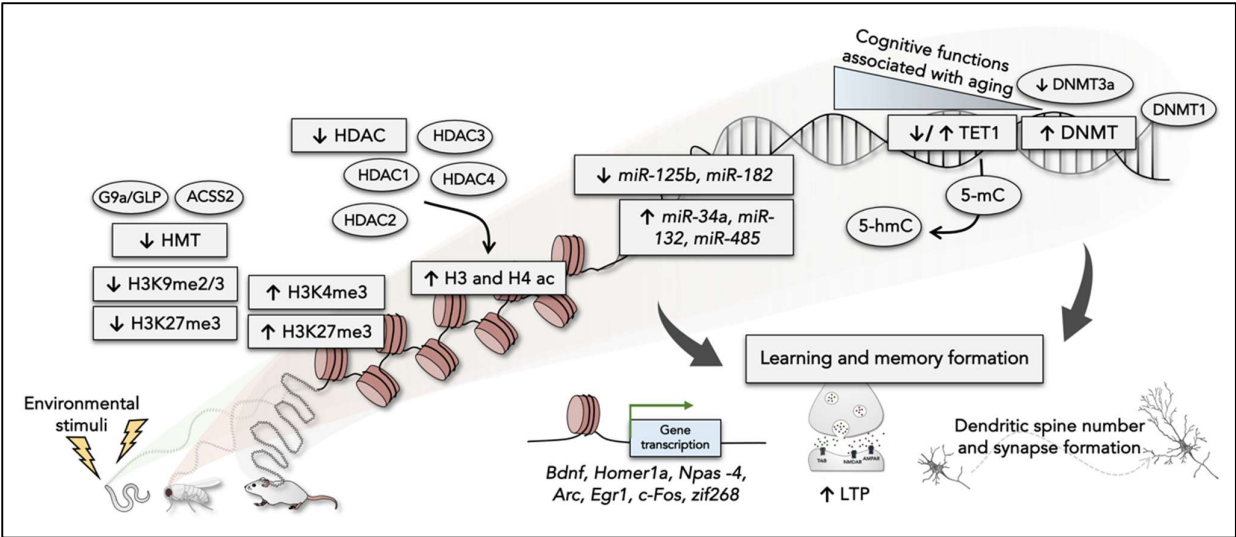 Cognitive functions
associated with aging
↓ DNMT3a
DNMT1
↓/ ↑ TET1
↑ DNMT
5-mC
5-hmC
↓ HDAC
HDAC3
HDAC1
HDAC4
HDAC2
↓ miR-125b, miR-182
↑ miR-34a, miR-
132, miR-485
G9a/GLP
ACSS2
↓ HMT
↓ H3K9me2/3
↓ H3K27me3
↑ H3K4me3
↑ H3K27me3
↑ H3 and H4 ac
Environmental
stimuli
Learning and memory formation
Gene
transcription
Bdnf, Homer1a, Npas -4,
Arc, Egr1, c-Fos, zif268
NMDAR
AMPAR
↑ LTP
Dendritic spine number
and synapse formation